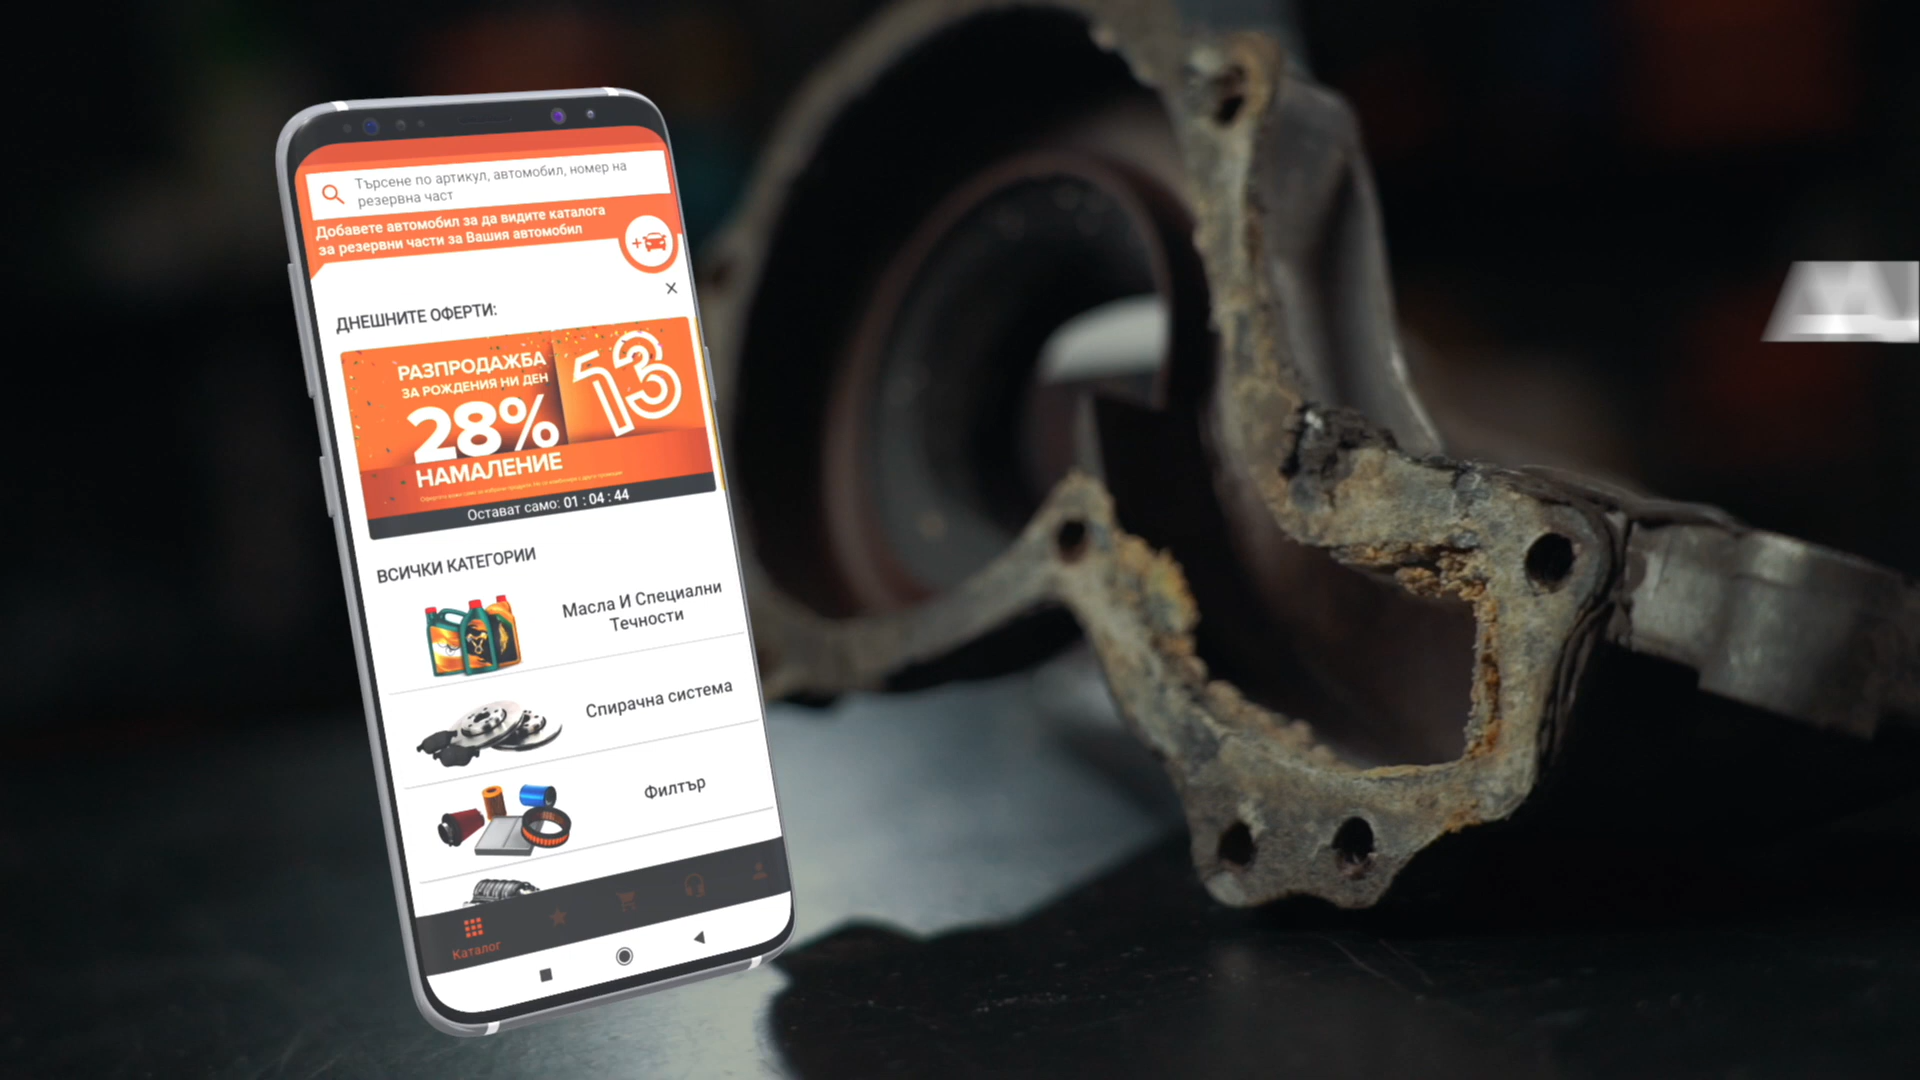 Търсене по артикул, автомобил, номер на
резервна част
Добавете автомобил за да видите каталога
за резервни части за Вашия автомобил
ДНЕШНИТЕ ОФЕРТИ:
РАЗПРОДАЖБА
ЗА РОЖДЕНИЯ НИ ДЕН
13
28%
НАМАЛЕНИЕ
Остават само: 01 : 04 : 44
ВСИЧКИ КАТЕГОРИИ
Масла И Специални
Течности
Спирачна система
Филтър
Каталог